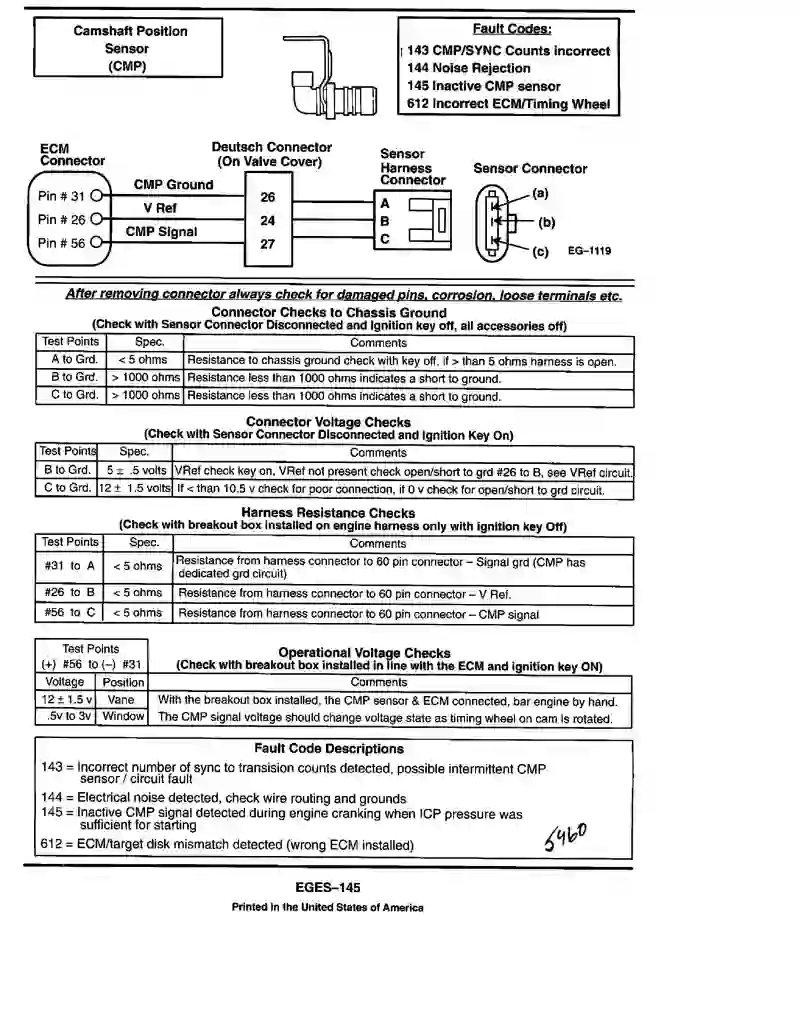 Camshaft Position
Sensor
(CMP)
Fault Codes:
143 CMP/SYNC Counts incorrect
144 Noise Rejection
145 Inactive CMP sensor
612 Incorrect ECM/Timing Wheel
ECM
Connector
Deutsch Connector
(On Valve Cover)
Sensor
Harness
Connector
Sensor Connector
Pin # 31
CMP Ground
26
A
(a)
Pin # 26
V Ref
24
B
(b)
Pin # 56
CMP Signal
27
C
(c)
EG-1119
After removing connector always check for damaged pins, corrosion, loose terminals etc.
Connector Checks to Chassis Ground
(Check with Sensor Connector Disconnected and Ignition key off, all accessories off)
Test Points Spec. Comments
A to Grd. < 5 ohms Resistance to chassis ground check with key off, if > than 5 ohms harness is open.
B to Grd. > 1000 ohms Resistance less than 1000 ohms indicates a short to ground.
C to Grd. > 1000 ohms Resistance less than 1000 ohms indicates a short to ground.
Connector Voltage Checks
(Check with Sensor Connector Disconnected and Ignition Key On)
Test Points Spec. Comments
B to Grd. 5 ± .5 volts VRef check key on, VRef not present check open/short to grd #26 to B, see VRef circuit.
C to Grd. 12 ± 1.5 volts If < than 10.5 v check for poor connection, if 0 v check for open/short to grd circuit.
Harness Resistance Checks
(Check with breakout box installed on engine harness only with ignition key Off)
Test Points Spec. Comments
#31 to A < 5 ohms Resistance from harness connector to 60 pin connector – Signal grd (CMP has
dedicated grd circuit)
#26 to B < 5 ohms Resistance from harness connector to 60 pin connector – V Ref.
#56 to C < 5 ohms Resistance from harness connector to 60 pin connector – CMP signal
Test Points
(+) #56 to (–) #31
Operational Voltage Checks
(Check with breakout box installed in line with the ECM and ignition key ON)
Voltage Position Comments
12 ± 1.5 v Vane With the breakout box installed, the CMP sensor & ECM connected, bar engine by hand.
.5v to 3v Window The CMP signal voltage should change voltage state as timing wheel on cam is rotated.
Fault Code Descriptions
143 = Incorrect number of sync to transision counts detected, possible intermittent CMP
sensor / circuit fault
144 = Electrical noise detected, check wire routing and grounds
145 = Inactive CMP signal detected during engine cranking when ICP pressure was
sufficient for starting
612 = ECM/target disk mismatch detected (wrong ECM installed)
5460
EGES–145
Printed in the United States of America